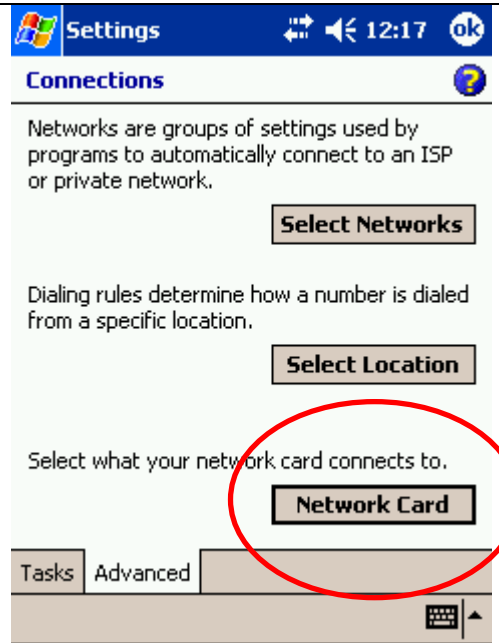 Settings 12:17 ok
Connections ?
Networks are groups of settings used by
programs to automatically connect to an ISP
or private network.
Select Networks
Dialing rules determine how a number is dialed
from a specific location.
Select Location
Select what your network card connects to.
Network Card
Tasks Advanced